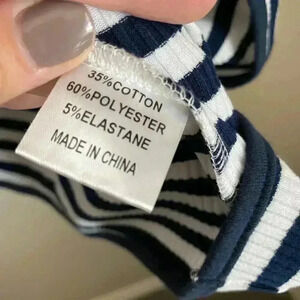 35%COTTON
60%POLYESTER
5%ELASTANE
MADE IN CHINA